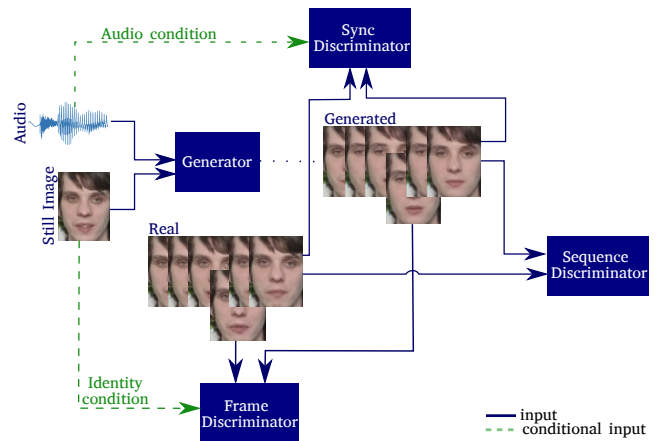 Audio condition
Sync
Discriminator
Audio
Generated
Generator
Still Image
Real
Sequence
Discriminator
Identity
condition
Frame
Discriminator
input
conditional input